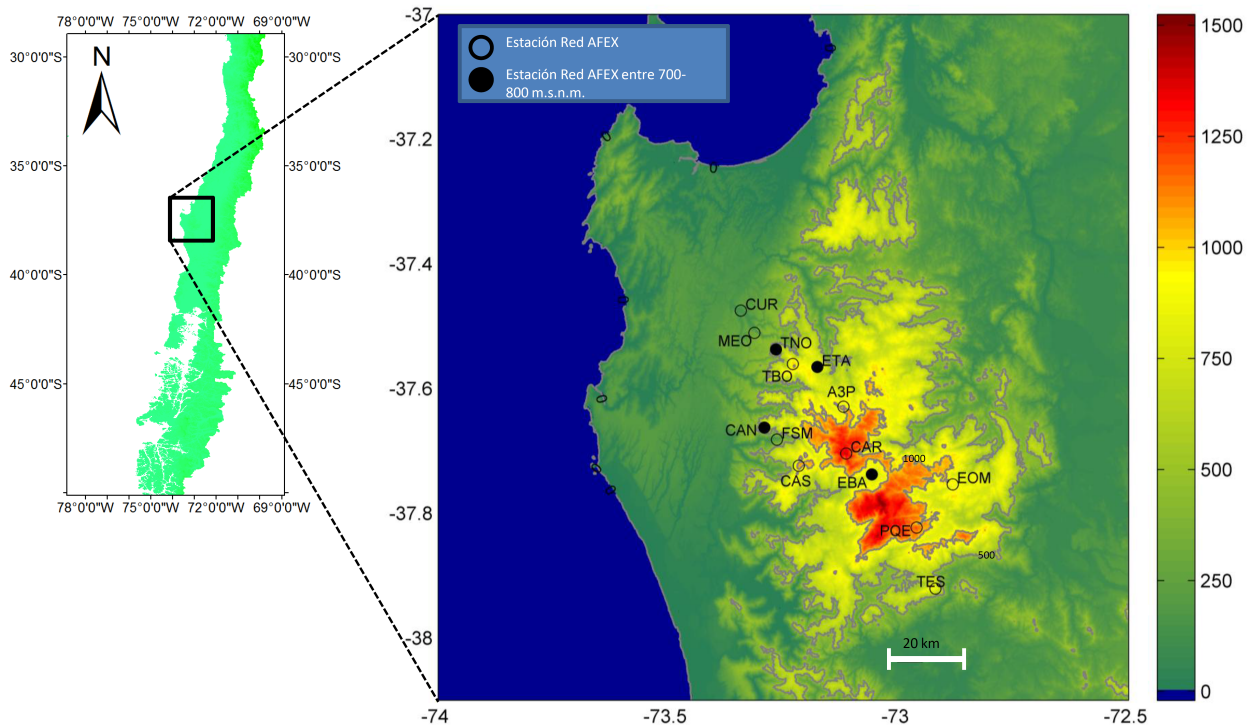 78°0'0"W 75°0'0"W 72°0'0"W 69°0'0"W
30°0'0"S
35°0'0"S
40°0'0"S
45°0'0"S
30°0'0"S
35°0'0"S
40°0'0"S
45°0'0"S
78°0'0"W 75°0'0"W 72°0'0"W 69°0'0"W
N
Estación Red AFEX
Estación Red AFEX entre 700-
800 m.s.n.m.
-37
-37.2
-37.4
-37.6
-37.8
-38
-74
-73.5
-73
-72.5
0
0
0
0
0
0
0
CUR
MEO
TNO
TBO
ETA
A3P
CAN
FSM
CAR
CAS
1000
EBA
EOM
PQE
500
TES
20 km
1500
1250
1000
750
500
250
0